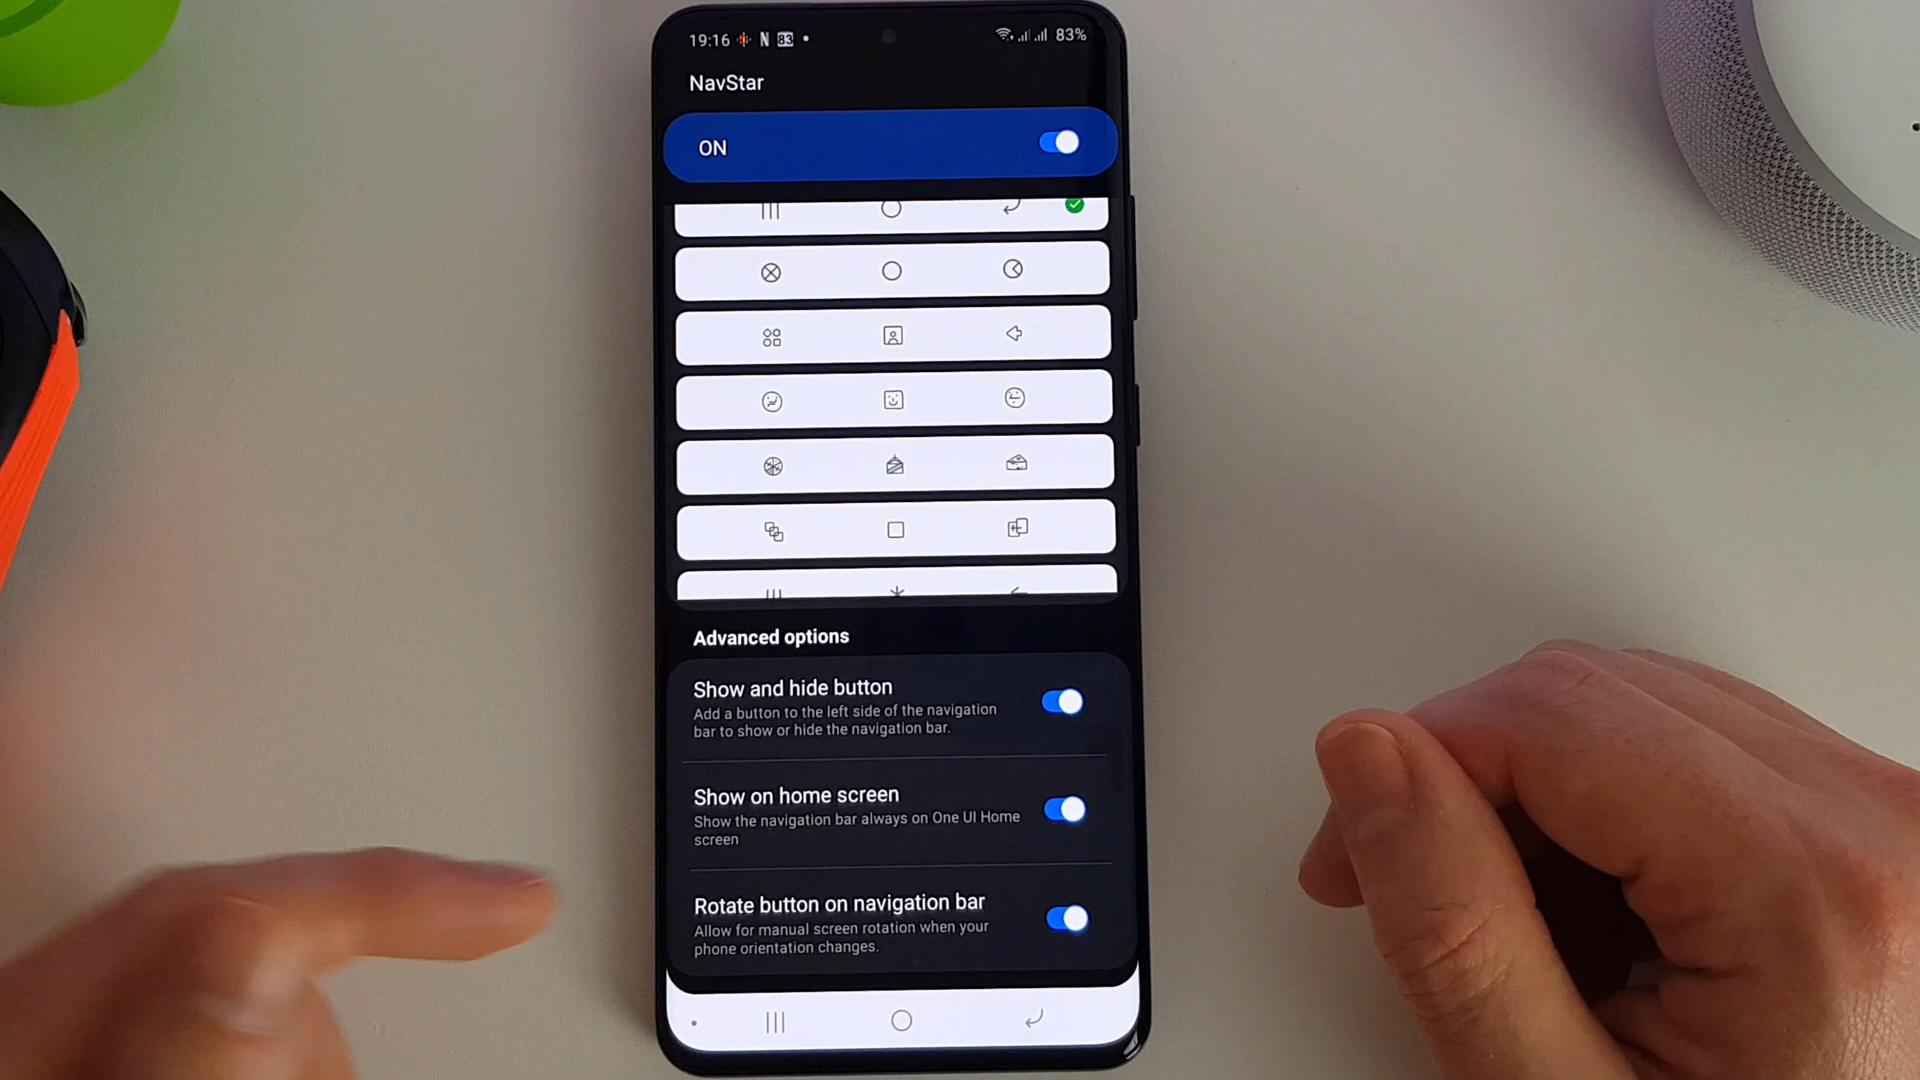 19:16 N 83 83%
NavStar
ON
Advanced options
Show and hide button
Add a button to the left side of the navigation
bar to show or hide the navigation bar.
Show on home screen
Show the navigation bar always on One UI Home
screen
Rotate button on navigation bar
Allow for manual screen rotation when your
phone orientation changes.